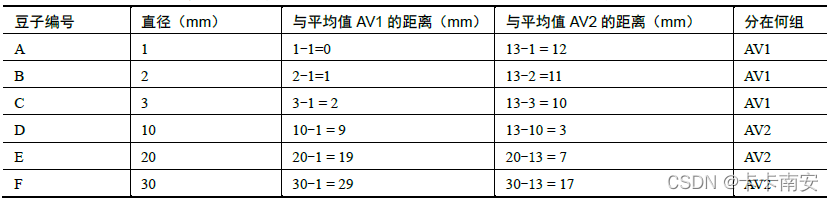 豆子编号 直径（mm） 与平均值 AV1 的距离（mm） 与平均值 AV2 的距离（mm） 分在何组
A 1 1-1=0 13-1 = 12 AV1
B 2 2-1=1 13-2 =11 AV1
C 3 3-1 = 2 13-3 = 10 AV1
D 10 10-1 = 9 13-10 = 3 AV2
E 20 20-1 = 19 20-13 = 7 AV2
F 30 30-1 = 29 30-13 = 17 AV2
CSDN @卡卡南安